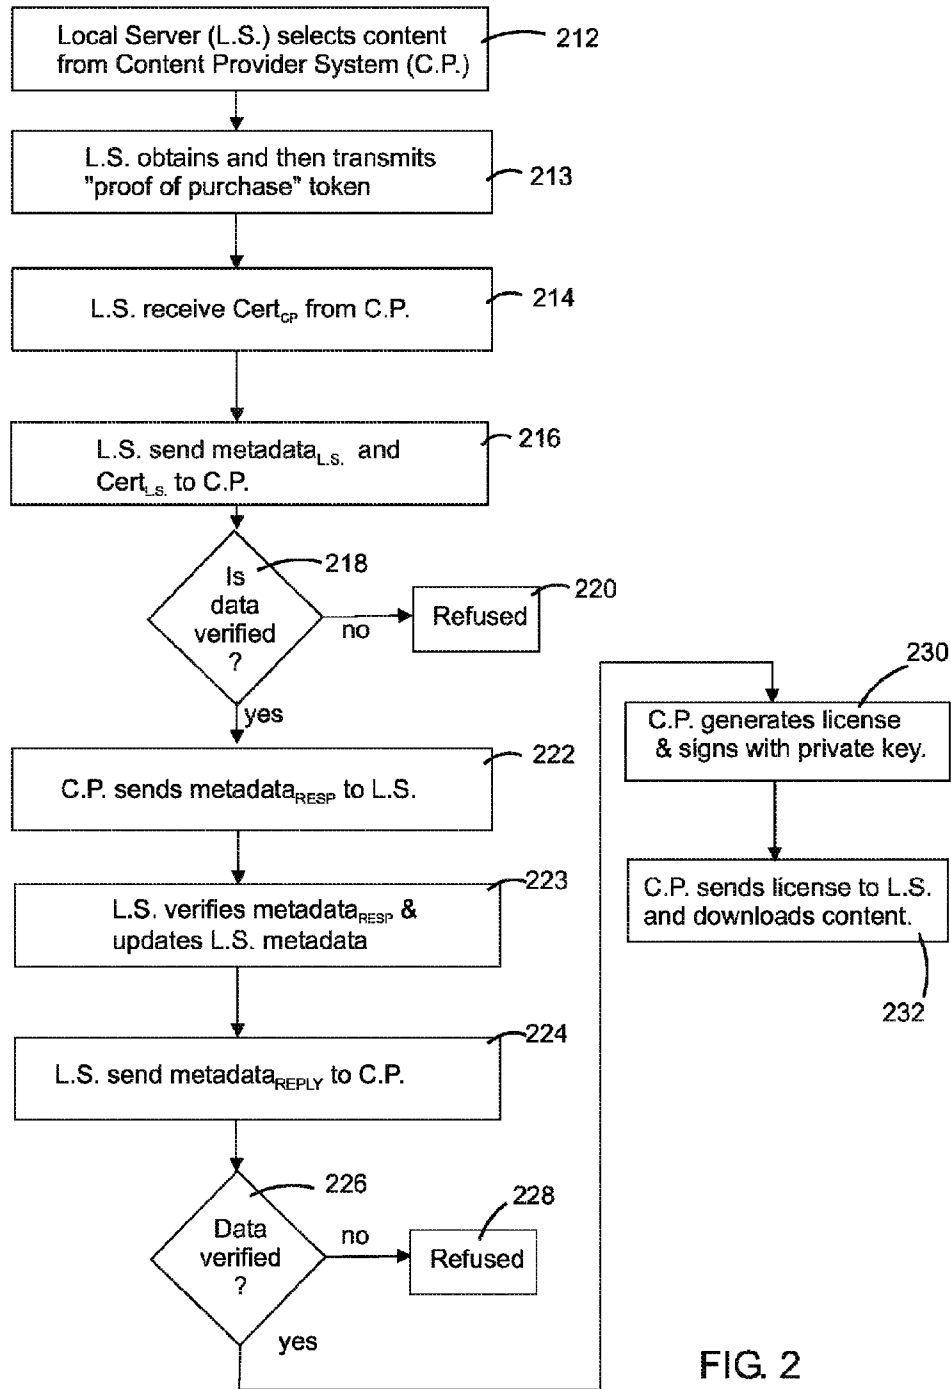 Local Server (L.S.) selects content
from Content Provider System (C.P.)
212
L.S. obtains and then transmits
"proof of purchase" token
213
L.S. receive Cert_CP from C.P.
214
L.S. send metadata_L.S. and
Cert_L.S. to C.P.
216
Is
data
verified
?
218
no
Refused
220
yes
C.P. sends metadata_RESP to L.S.
222
L.S. verifies metadata_RESP &
updates L.S. metadata
223
L.S. send metadata_REPLY to C.P.
224
Data
verified
?
226
no
Refused
228
yes
C.P. generates license
& signs with private key.
230
C.P. sends license to L.S.
and downloads content.
232
FIG. 2